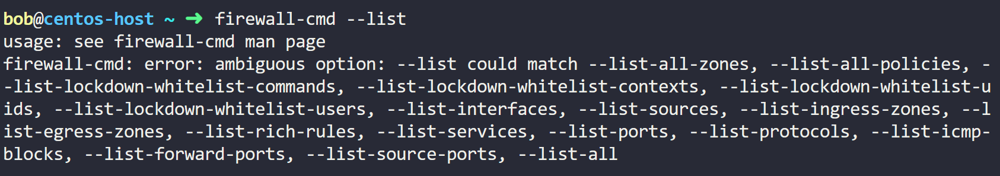 bob@centos-host ~ ➜ firewall-cmd --list
usage: see firewall-cmd man page
firewall-cmd: error: ambiguous option: --list could match --list-all-zones, --list-all-policies, -
-list-lockdown-whitelist-commands, --list-lockdown-whitelist-contexts, --list-lockdown-whitelist-u
ids, --list-lockdown-whitelist-users, --list-interfaces, --list-sources, --list-ingress-zones, --l
ist-egress-zones, --list-rich-rules, --list-services, --list-ports, --list-protocols, --list-icmp-
blocks, --list-forward-ports, --list-source-ports, --list-all